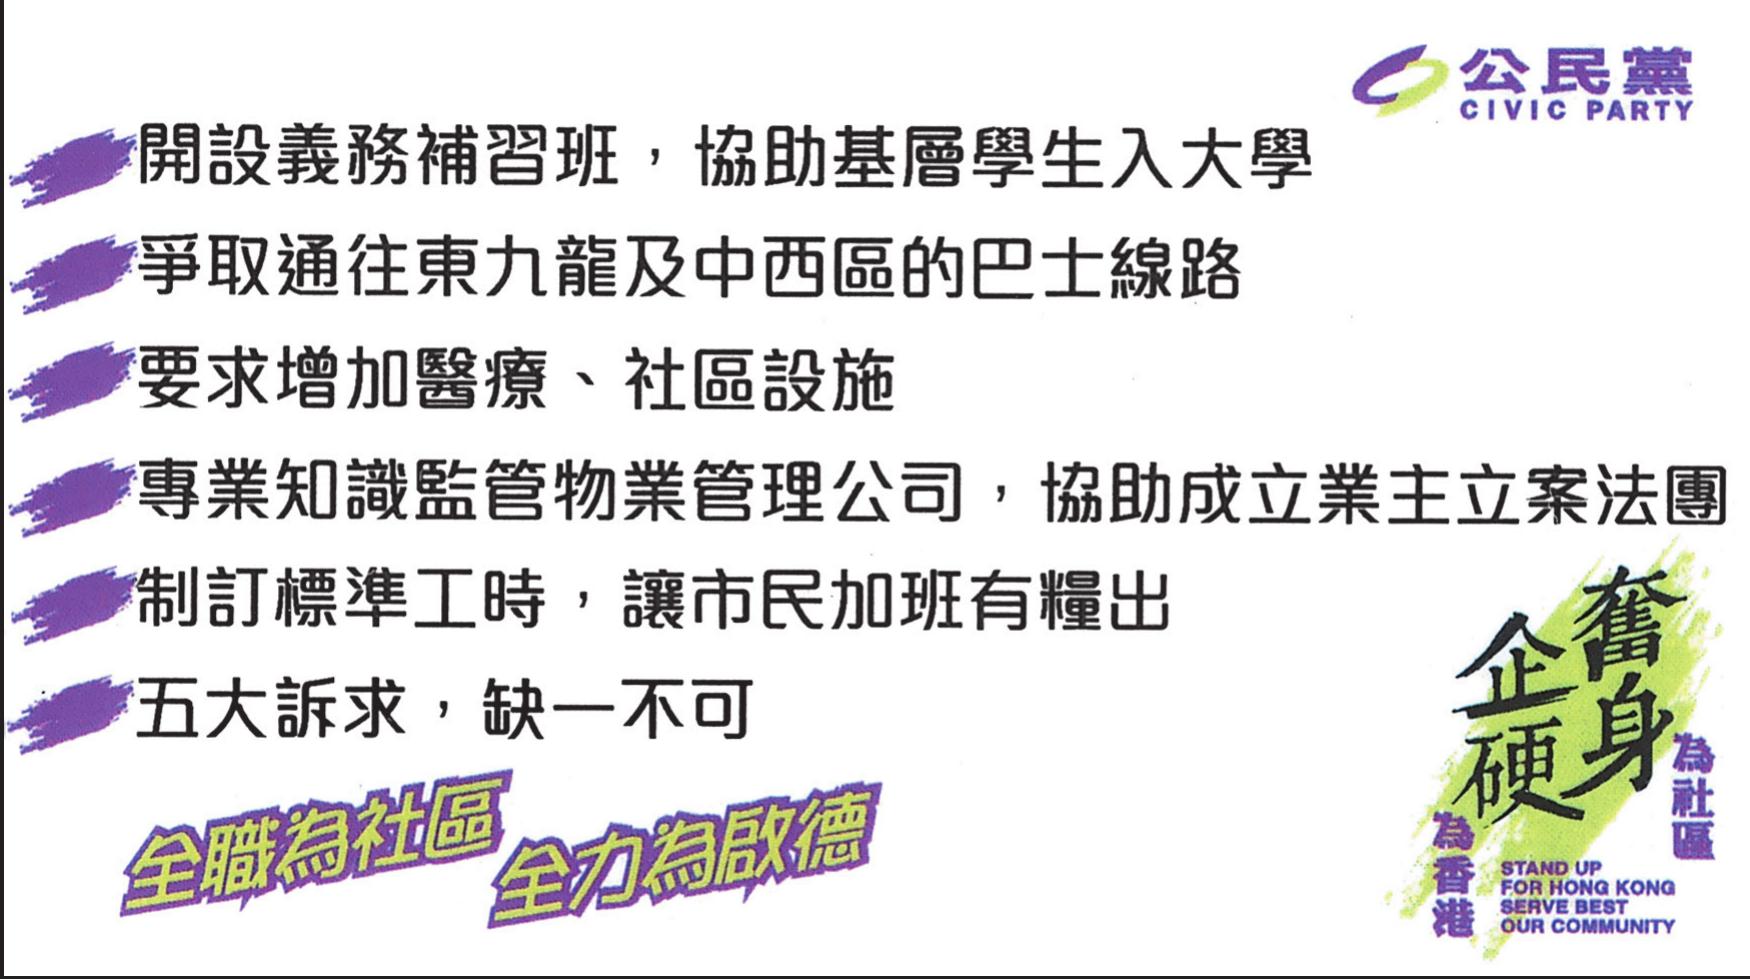 公民黨
CIVIC PARTY
開設義務補習班，協助基層學生入大學
爭取通往東九龍及中西區的巴士線路
要求增加醫療、社區設施
專業知識監管物業管理公司，協助成立業主立案法團
制訂標準工時，讓市民加班有糧出
五大訴求，缺一不可
全職為社區
全力為啟德
奮身
企硬
為社區
為香港
STAND UP
FOR HONG KONG
SERVE BEST
OUR COMMUNITY